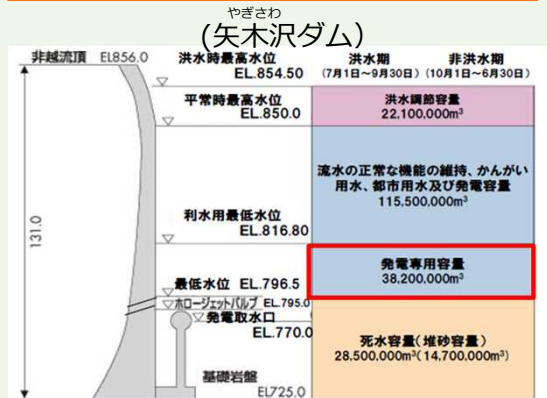 やぎさわ
(矢木沢ダム)
非越流頂 EL856.0
洪水時最高水位
EL.854.50
洪水期
(7月1日〜9月30日)
非洪水期
(10月1日〜6月30日)
平常時最高水位
EL.850.0
洪水調節容量
22,100,000m³
流水の正常な機能の維持、かんがい
用水、都市用水及び発電容量
115,500,000m³
利水用最低水位
EL.816.80
131.0
発電専用容量
38,200,000m³
最低水位 EL.796.5
ホロージェットバルブ EL.795.0
発電取水口
EL.770.0
死水容量(堆砂容量)
28,500,000m³(14,700,000m³)
基礎岩盤
EL725.0